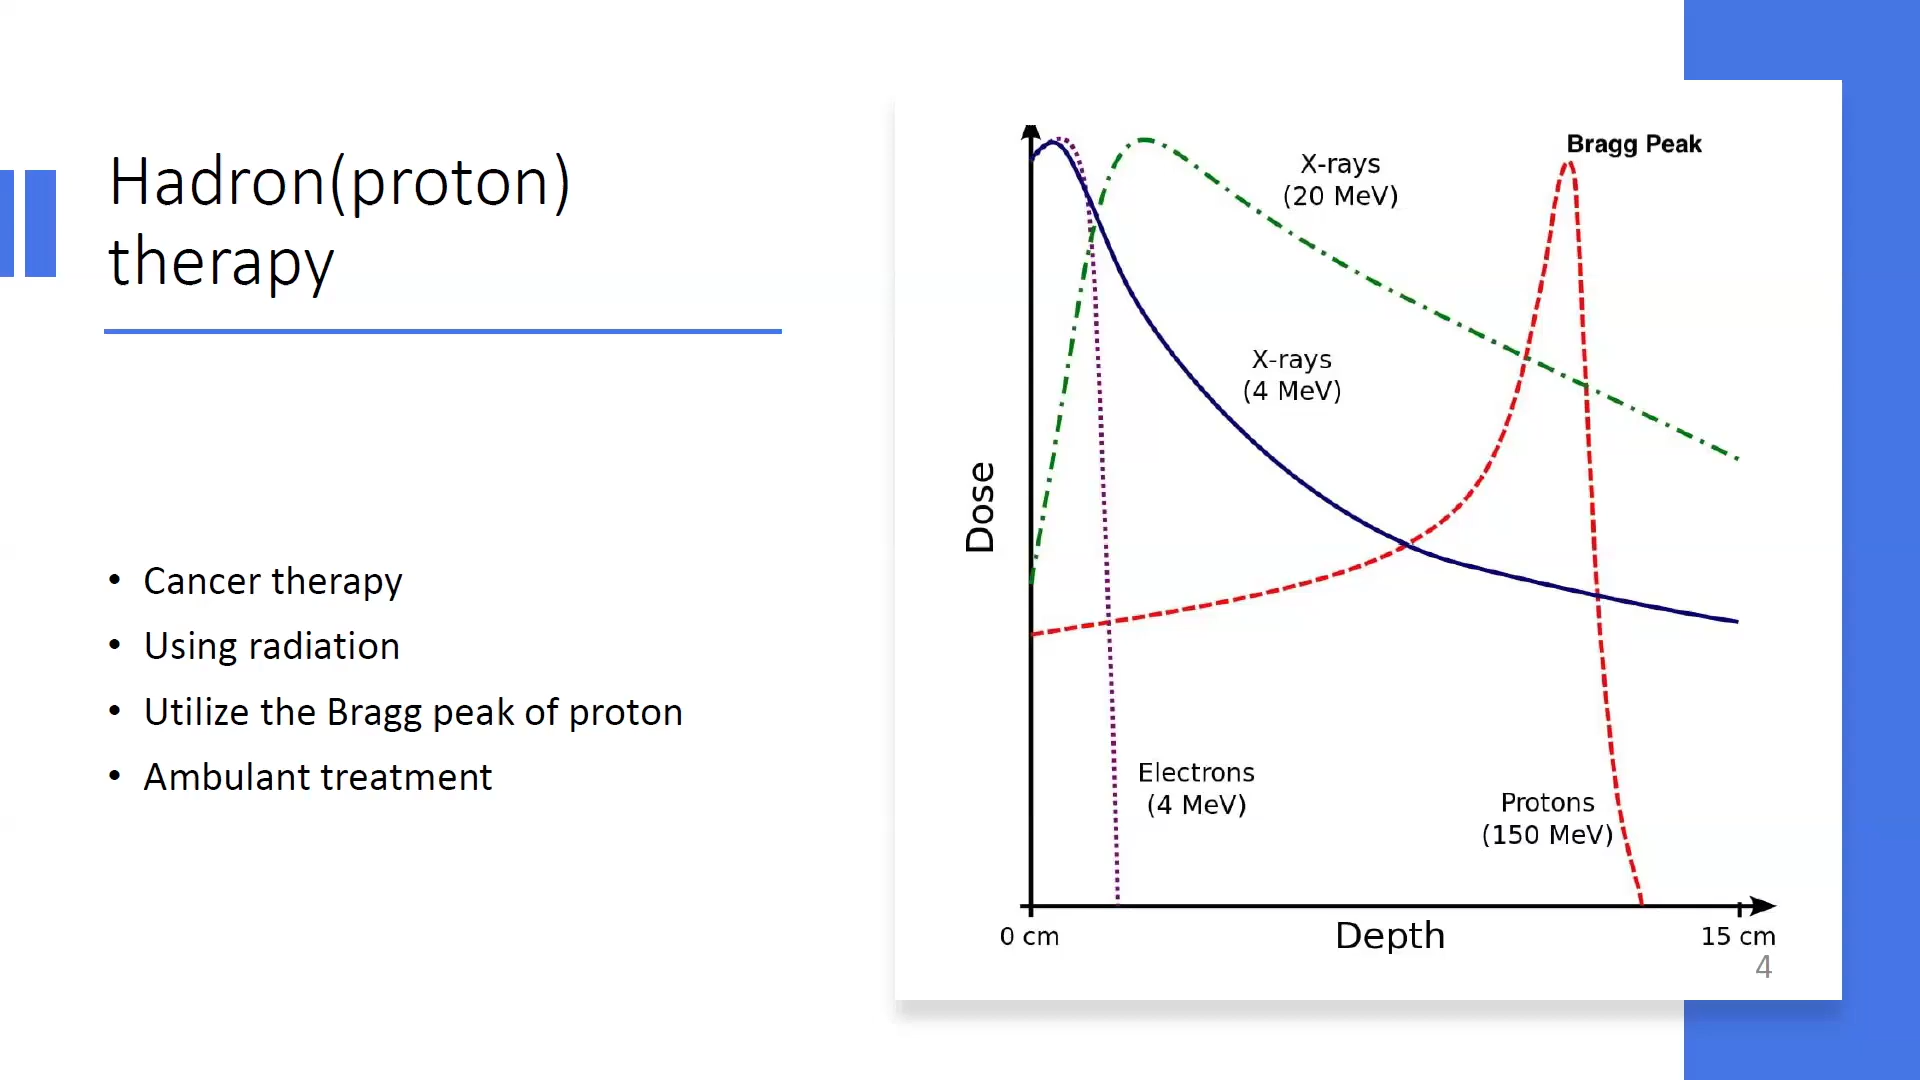 Hadron(proton)
therapy
• Cancer therapy
• Using radiation
• Utilize the Bragg peak of proton
• Ambulant treatment
Bragg Peak
X-rays
(20 MeV)
X-rays
(4 MeV)
Dose
Electrons
(4 MeV)
Protons
(150 MeV)
0 cm
Depth
15 cm
4